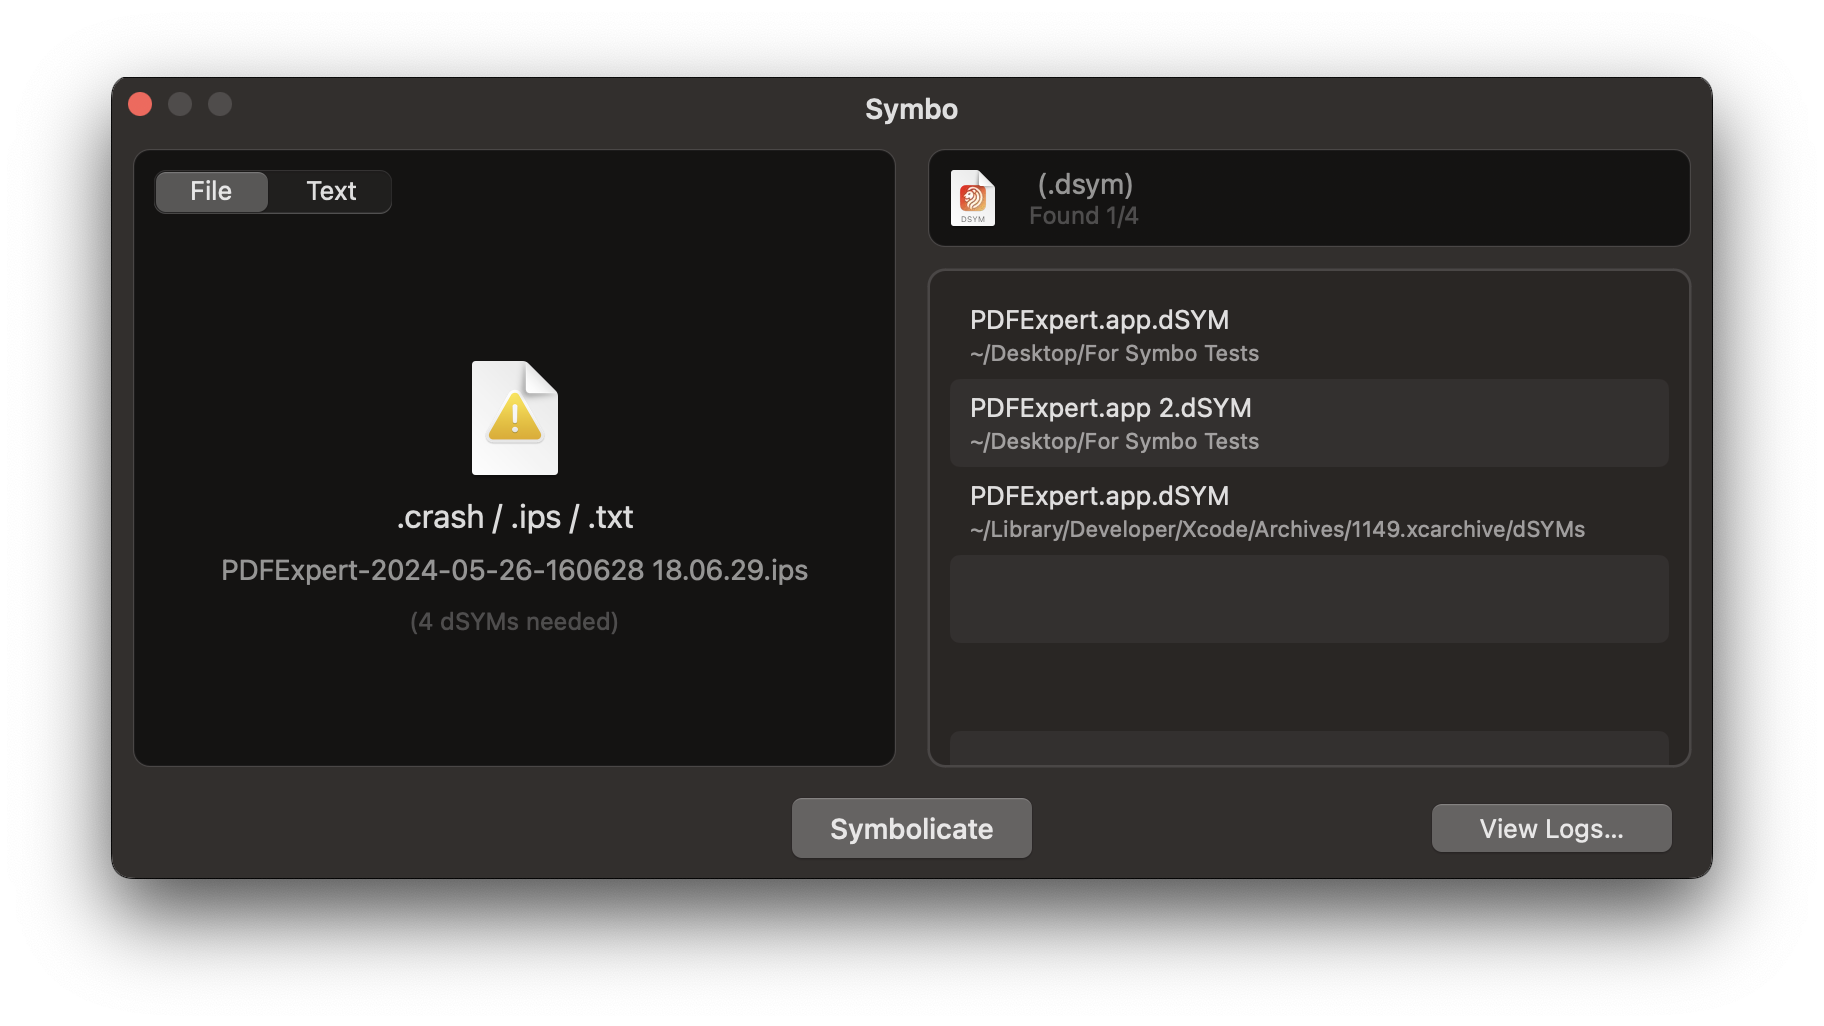 Symbo
File Text
.crash / .ips / .txt
PDFExpert-2024-05-26-160628 18.06.29.ips
(4 dSYMs needed)
DSYM
(.dsym)
Found 1/4
PDFExpert.app.dSYM
~/Desktop/For Symbo Tests
PDFExpert.app 2.dSYM
~/Desktop/For Symbo Tests
PDFExpert.app.dSYM
~/Library/Developer/Xcode/Archives/1149.xcarchive/dSYMs
Symbolicate
View Logs...